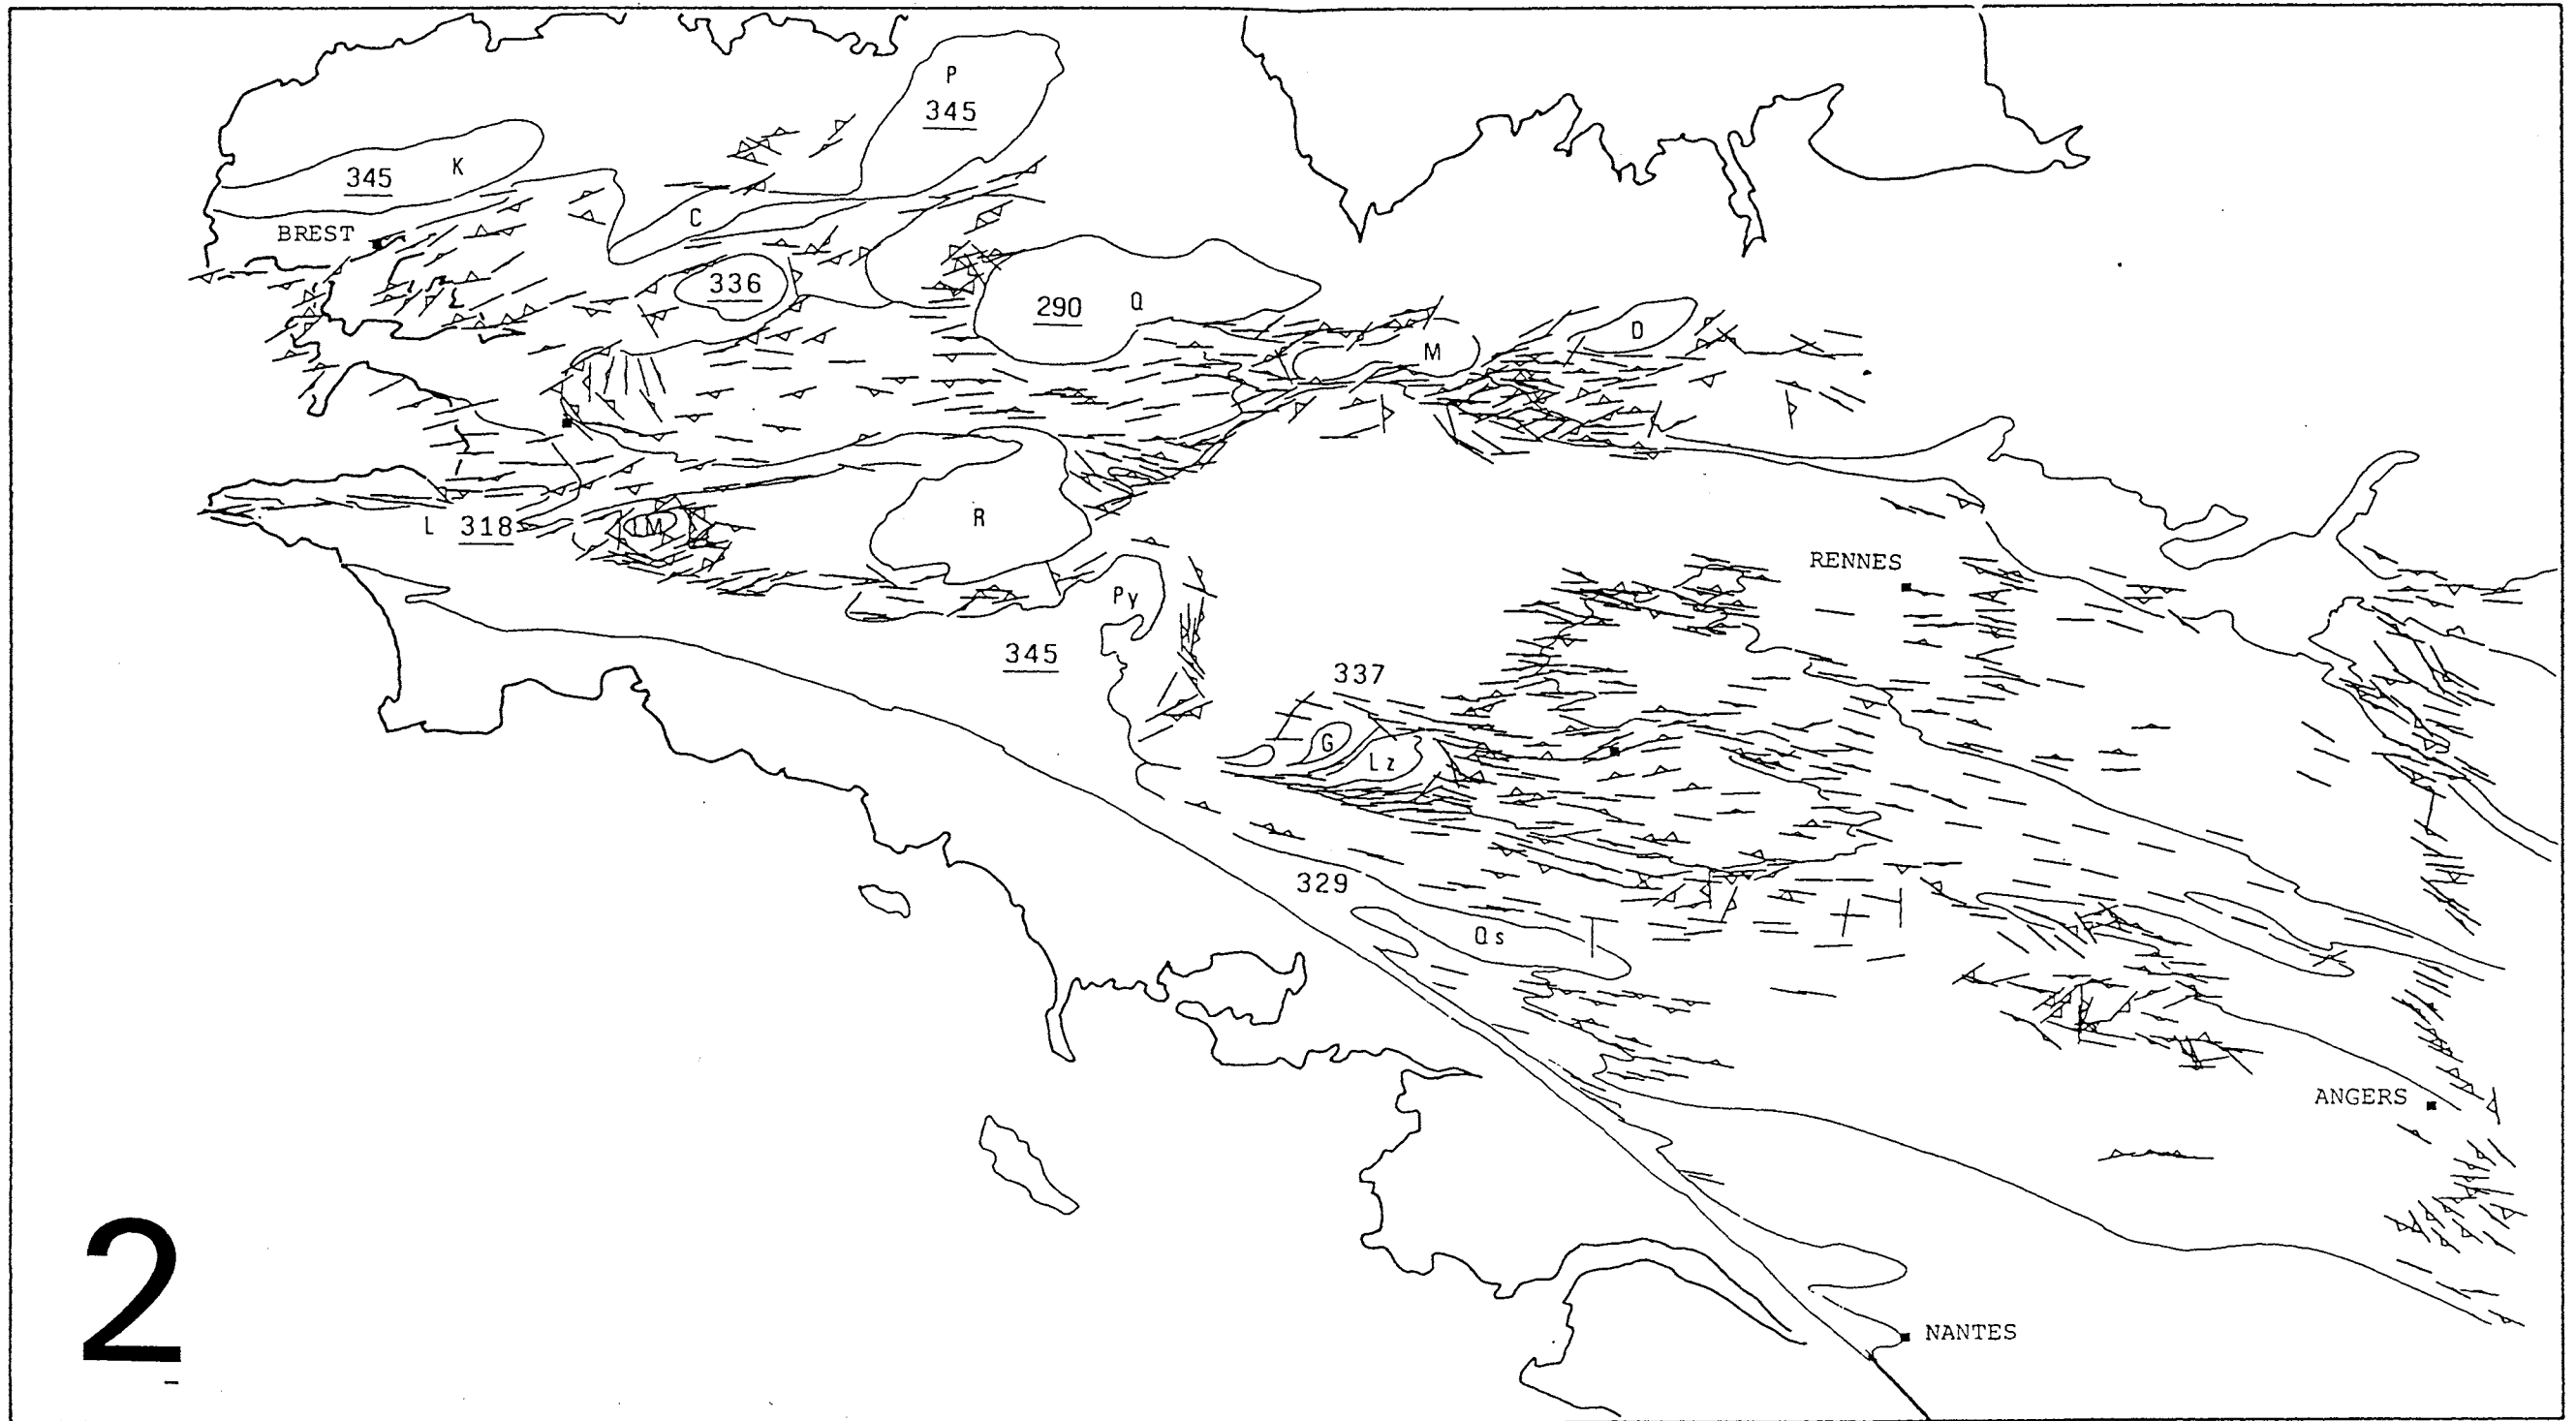 P
345
K
345
C
BREST
336
290 Q
D
M
R
L 318
LM
RENNES
Py
345
337
G
Lz
329
Qs
ANGERS
2
NANTES